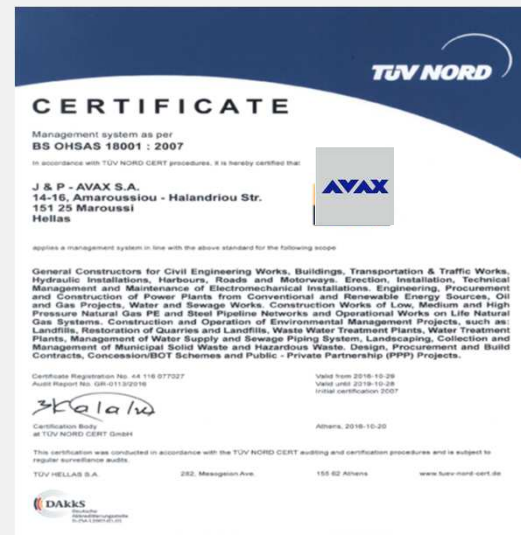 TÜV NORD
CERTIFICATE
Management system as per
BS OHSAS 18001 : 2007
In accordance with TÜV NORD CERT procedures, it is hereby certified that
J & P - AVAX S.A.
14-16, Amaroussiou - Halandriou Str.
151 25 Maroussi
Hellas
AVAX
applies a management system in line with the above standard for the following scope
General Constructors for Civil Engineering Works, Buildings, Transportation & Traffic Works,
Hydraulic Installations, Harbours, Roads and Motorways. Erection, Installation, Technical
Management and Maintenance of Electromechanical Installations. Engineering, Procurement
and Construction of Power Plants from Conventional and Renewable Energy Sources, Oil
and Gas Projects, Water and Sewage Works. Construction Works of Low, Medium and High
Pressure Natural Gas PE and Steel Pipeline Networks and Operational Works on Life Natural
Gas Systems. Construction and Operation of Environmental Management Projects, such as:
Landfills, Restoration of Quarries and Landfills, Waste Water Treatment Plants, Water Treatment
Plants, Management of Water Supply and Sewage Piping System, Landscaping, Collection and
Management of Municipal Solid Waste and Hazardous Waste. Design, Procurement and Build
Contracts, Concession/BOT Schemes and Public - Private Partnership (PPP) Projects.
Certificate Registration No. 44 116 077027
Audit Report No. GR-0113/2016
Valid from 2016-10-29
Valid until 2019-10-28
Initial certification 2007
Certification Body
at TÜV NORD CERT GmbH
Athens, 2016-10-20
This certification was conducted in accordance with the TÜV NORD CERT auditing and certification procedures and is subject to
regular surveillance audits.
TÜV HELLAS S.A. 282, Mesogeion Ave. 155 62 Athens www.tuev-nord-cert.de
DAkkS
Deutsche
Akkreditierungsstelle